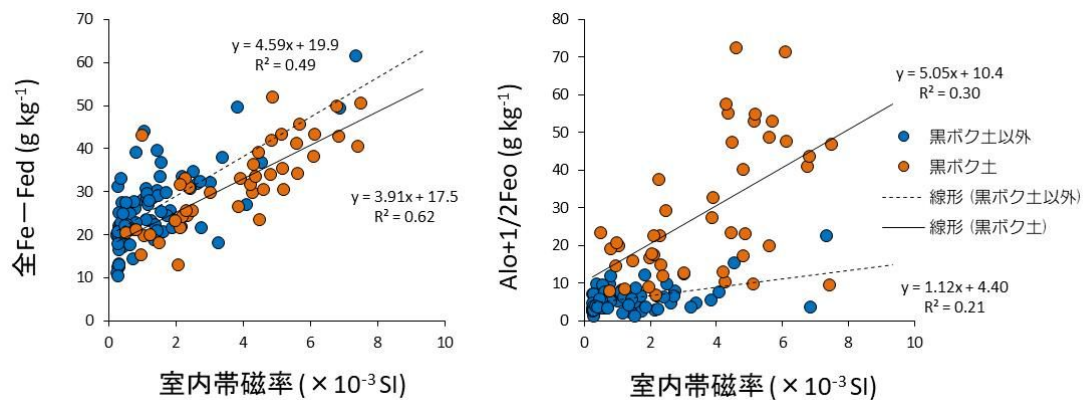 70
60
50
40
30
20
10
0
0 2 4 6 8 10
全Fe－Fed (g kg⁻¹)
y = 4.59x + 19.9
R² = 0.49
y = 3.91x + 17.5
R² = 0.62
室内帯磁率 (×10⁻³ SI)
80
70
60
50
40
30
20
10
0
0 2 4 6 8 10
Alo+1/2Feo (g kg⁻¹)
y = 5.05x + 10.4
R² = 0.30
黒ボク土以外
黒ボク土
線形 (黒ボク土以外)
線形 (黒ボク土)
y = 1.12x + 4.40
R² = 0.21
室内帯磁率 (×10⁻³ SI)